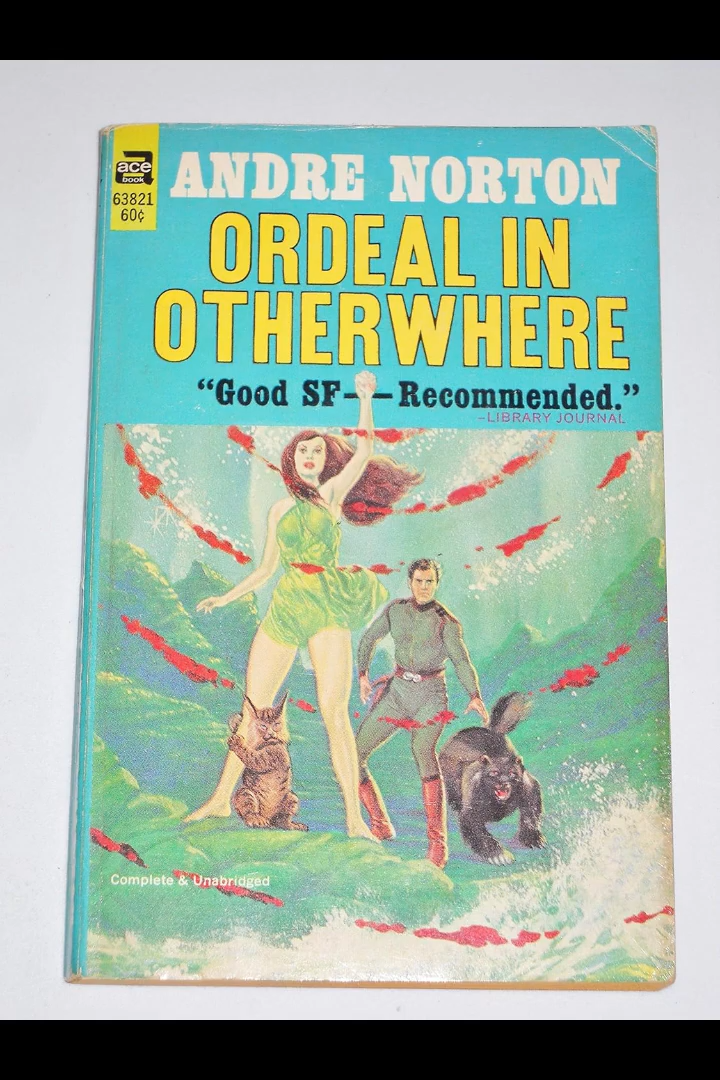 ace
book
63821
60¢
ANDRE NORTON
ORDEAL IN
OTHERWHERE
“Good SF——Recommended.”
–LIBRARY JOURNAL
Complete & Unabridged